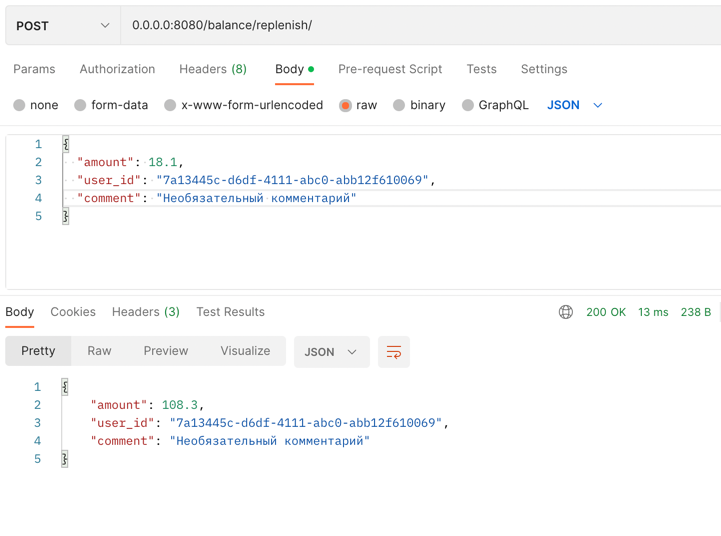 POST 0.0.0.0:8080/balance/replenish/
Params Authorization Headers (8) Body Pre-request Script Tests Settings
none form-data x-www-form-urlencoded raw binary GraphQL JSON
1 {
2 "amount": 18.1,
3 "user_id": "7a13445c-d6df-4111-abc0-abb12f610069",
4 "comment": "Необязательный комментарий"
5 }
Body Cookies Headers (3) Test Results 200 OK 13 ms 238 B
Pretty Raw Preview Visualize JSON
1 {
2 "amount": 108.3,
3 "user_id": "7a13445c-d6df-4111-abc0-abb12f610069",
4 "comment": "Необязательный комментарий"
5 }